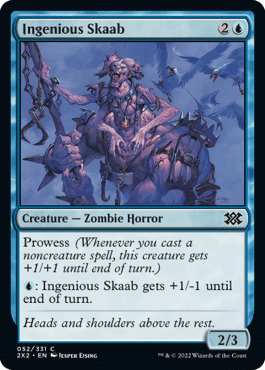 Ingenious Skaab 2
Creature — Zombie Horror
Prowess (Whenever you cast a
noncreature spell, this creature gets
+1/+1 until end of turn.)
: Ingenious Skaab gets +1/-1 until
end of turn.
Heads and shoulders above the rest.
2/3
052/331 C
2X2 • EN JESPER EJSING
™ & © 2022 Wizards of the Coast